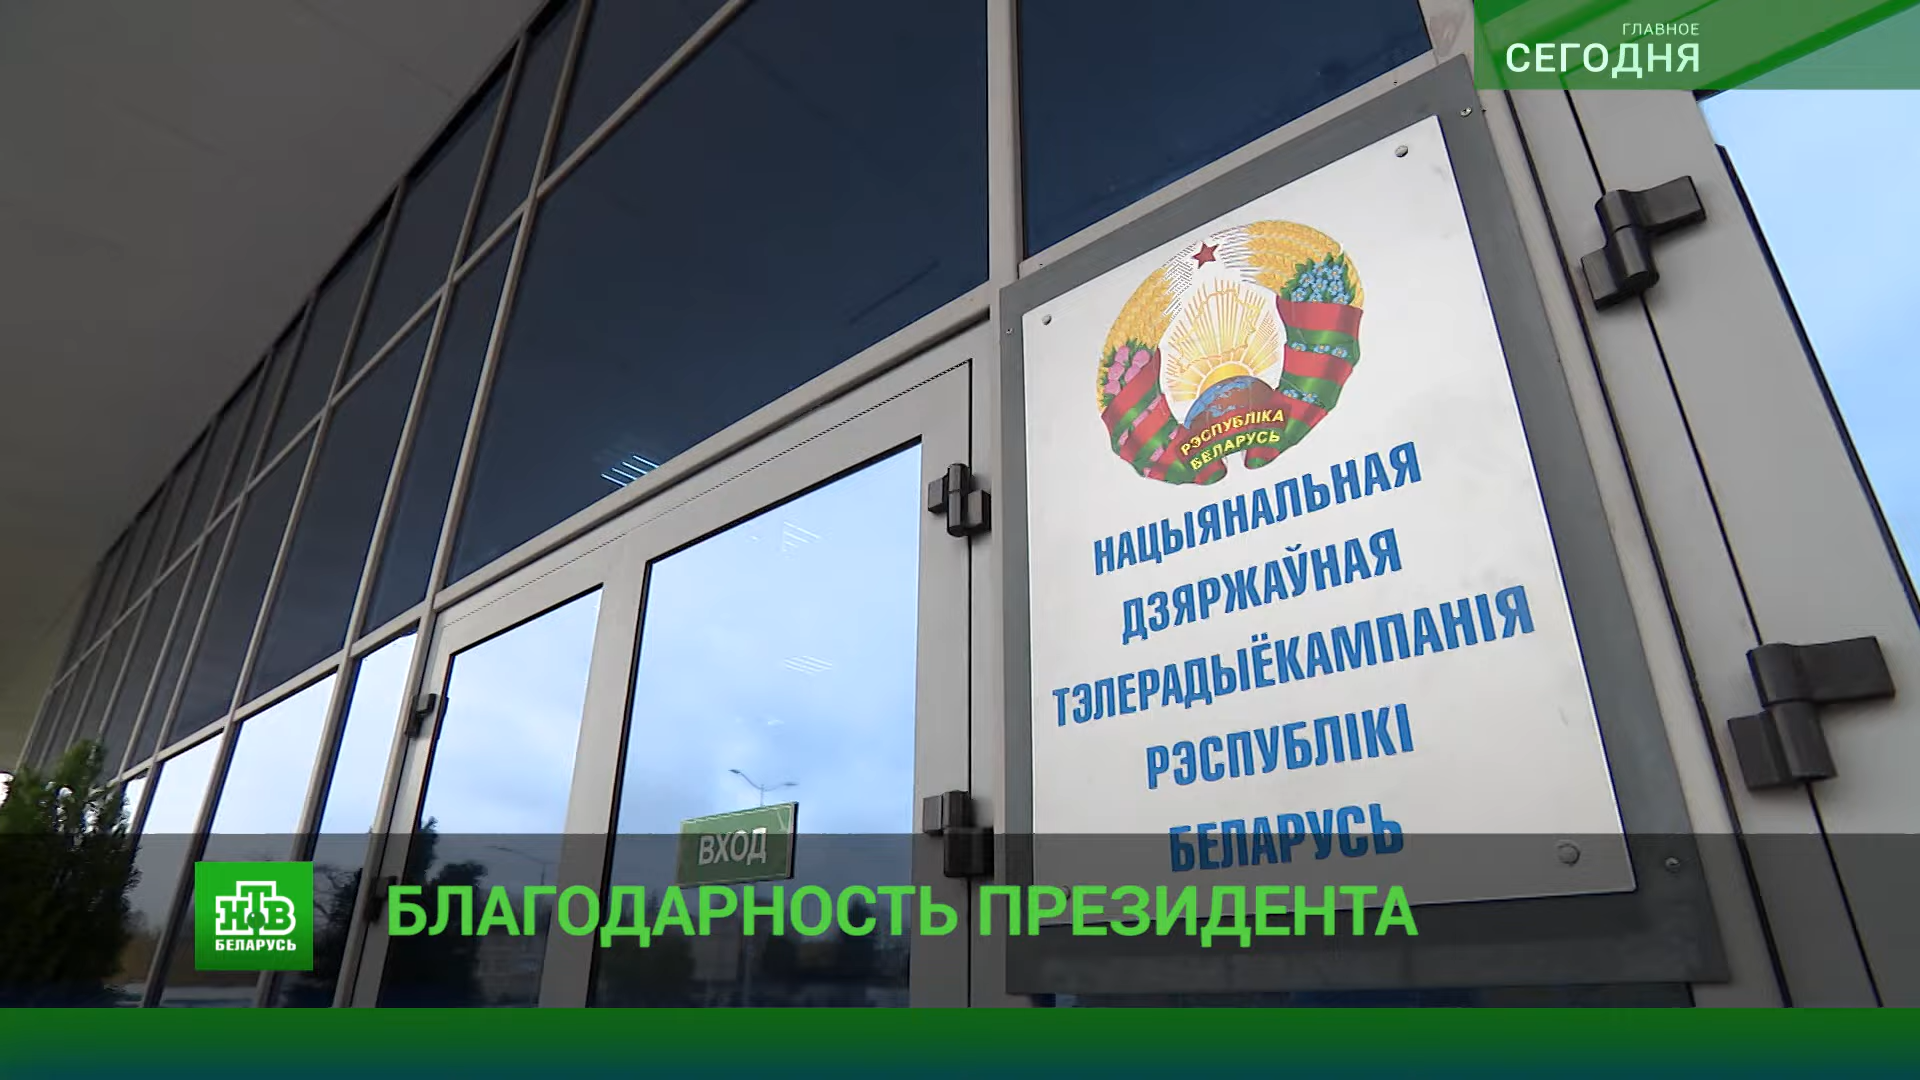 ГЛАВНОЕ
СЕГОДНЯ
РЭСПУБЛІКА
БЕЛАРУСЬ
НАЦЫЯНАЛЬНАЯ
ДЗЯРЖАЎНАЯ
ТЭЛЕРАДЫЁКАМПАНІЯ
РЭСПУБЛІКІ
БЕЛАРУСЬ
ВХОД
НТВ
БЕЛАРУСЬ
БЛАГОДАРНОСТЬ ПРЕЗИДЕНТА